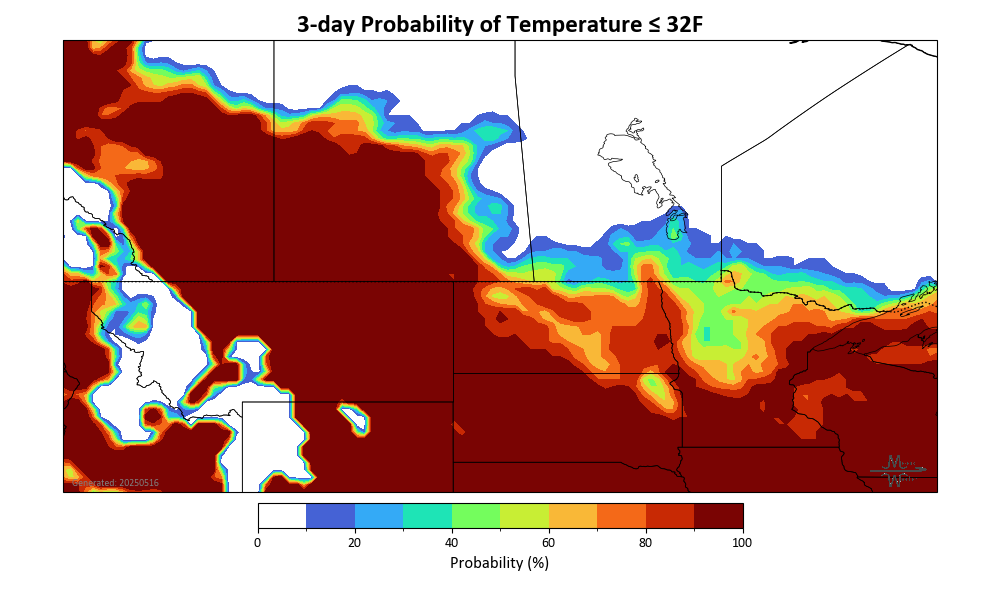 3-day Probability of Temperature ≤ 32F
Generated: 20250516
0 20 40 60 80 100
Probability (%)